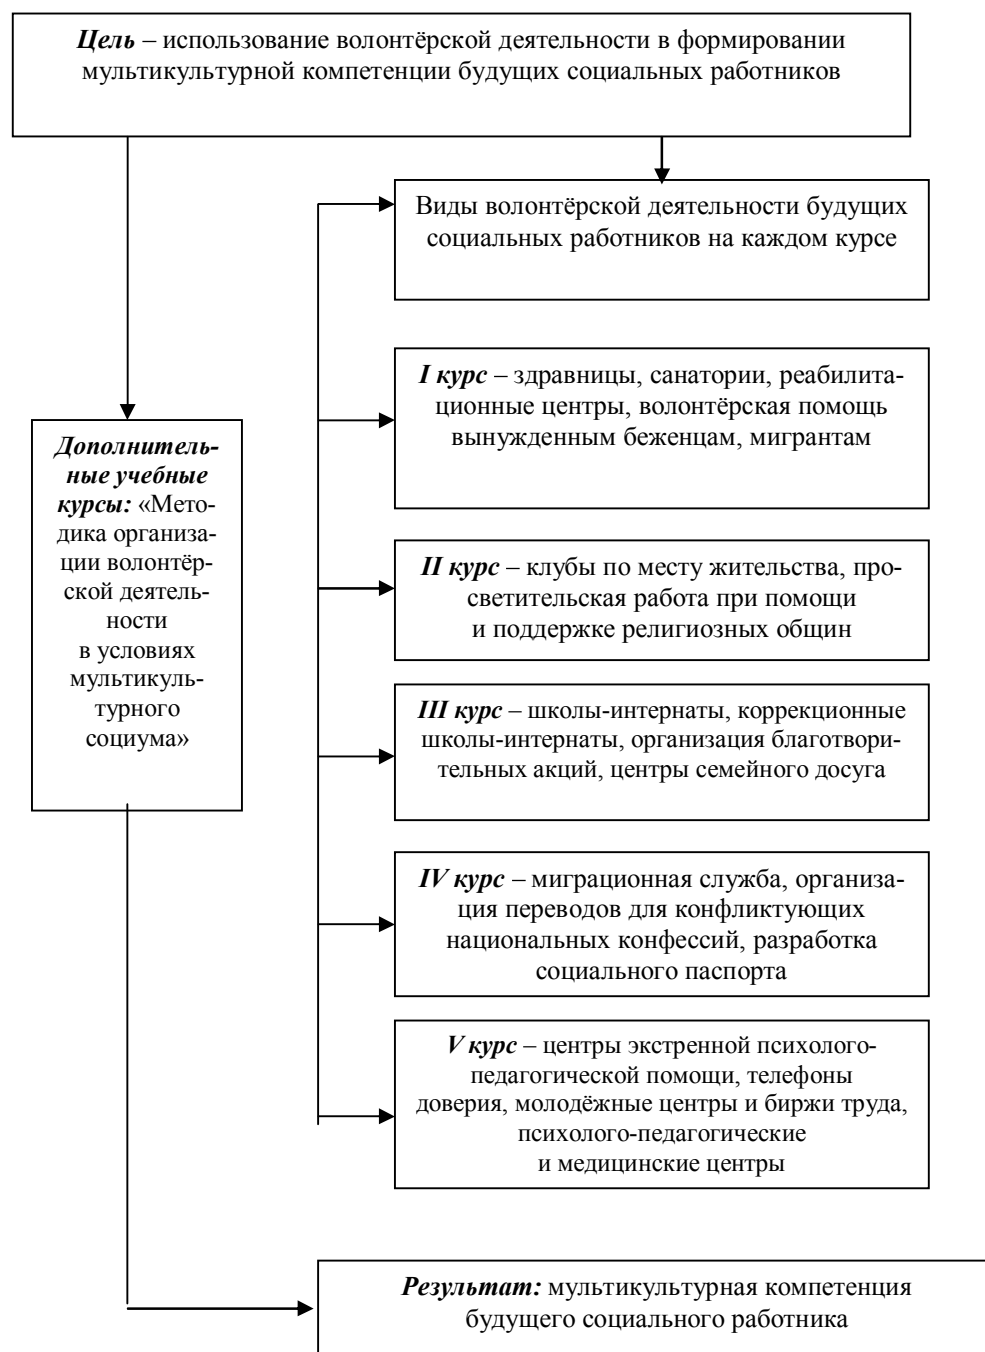 Цель – использование волонтёрской деятельности в формировании
мультикультурной компетенции будущих социальных работников
Виды волонтёрской деятельности будущих
социальных работников на каждом курсе
I курс – здравницы, санатории, реабилита-
ционные центры, волонтёрская помощь
вынужденным беженцам, мигрантам
Дополнитель-
ные учебные
курсы: «Мето-
дика организа-
ции волонтёр-
ской деятель-
ности
в условиях
мультикуль-
турного
социума»
II курс – клубы по месту жительства, про-
светительская работа при помощи
и поддержке религиозных общин
III курс – школы-интернаты, коррекционные
школы-интернаты, организация благотвори-
тельных акций, центры семейного досуга
IV курс – миграционная служба, организа-
ция переводов для конфликтующих
национальных конфессий, разработка
социального паспорта
V курс – центры экстренной психолого-
педагогической помощи, телефоны
доверия, молодёжные центры и биржи труда,
психолого-педагогические
и медицинские центры
Результат: мультикультурная компетенция
будущего социального работника